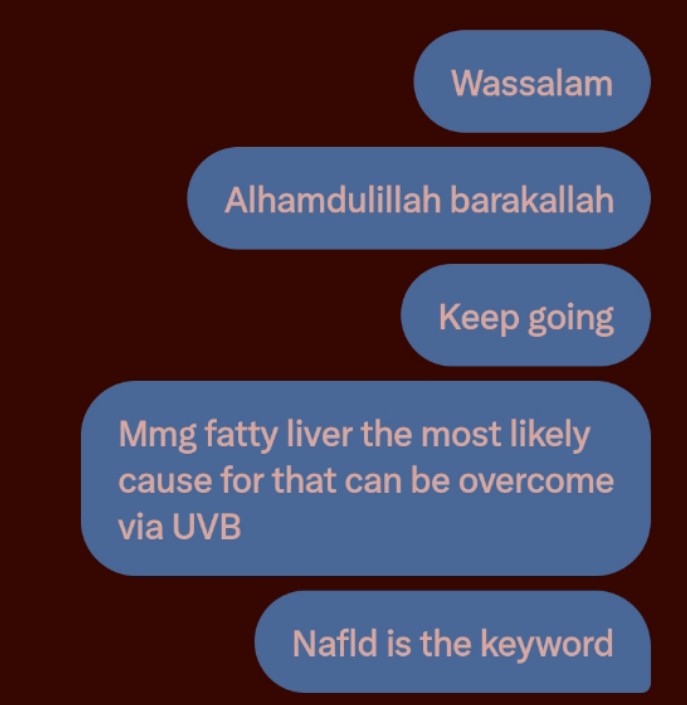 Wassalam
Alhamdulillah barakallah
Keep going
Mmg fatty liver the most likely
cause for that can be overcome
via UVB
Nafld is the keyword